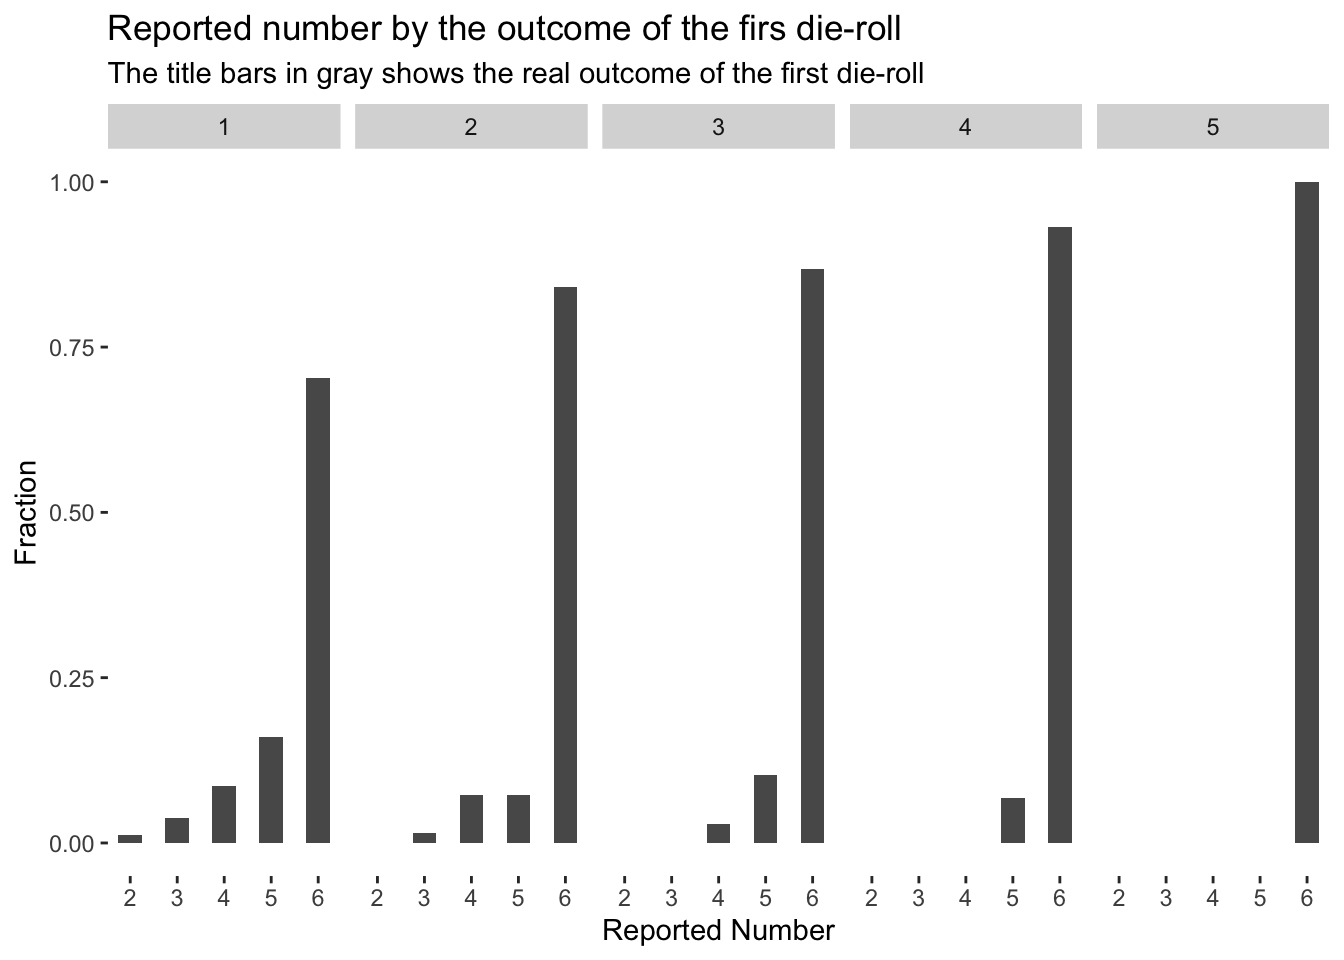 Reported number by the outcome of the firs die-roll
The title bars in gray shows the real outcome of the first die-roll
1 2 3 4 5
1.00
0.75
0.50
0.25
0.00
Fraction
2 3 4 5 6 2 3 4 5 6 2 3 4 5 6 2 3 4 5 6 2 3 4 5 6
Reported Number